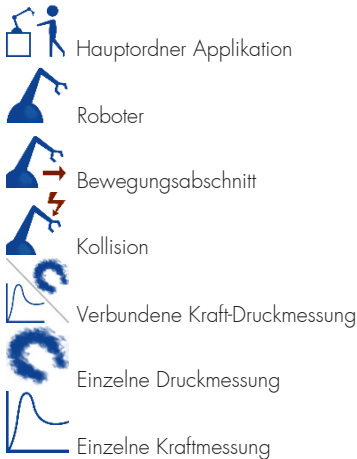 Hauptordner Applikation
Roboter
Bewegungsabschnitt
Kollision
Verbundene Kraft-Druckmessung
Einzelne Druckmessung
Einzelne Kraftmessung